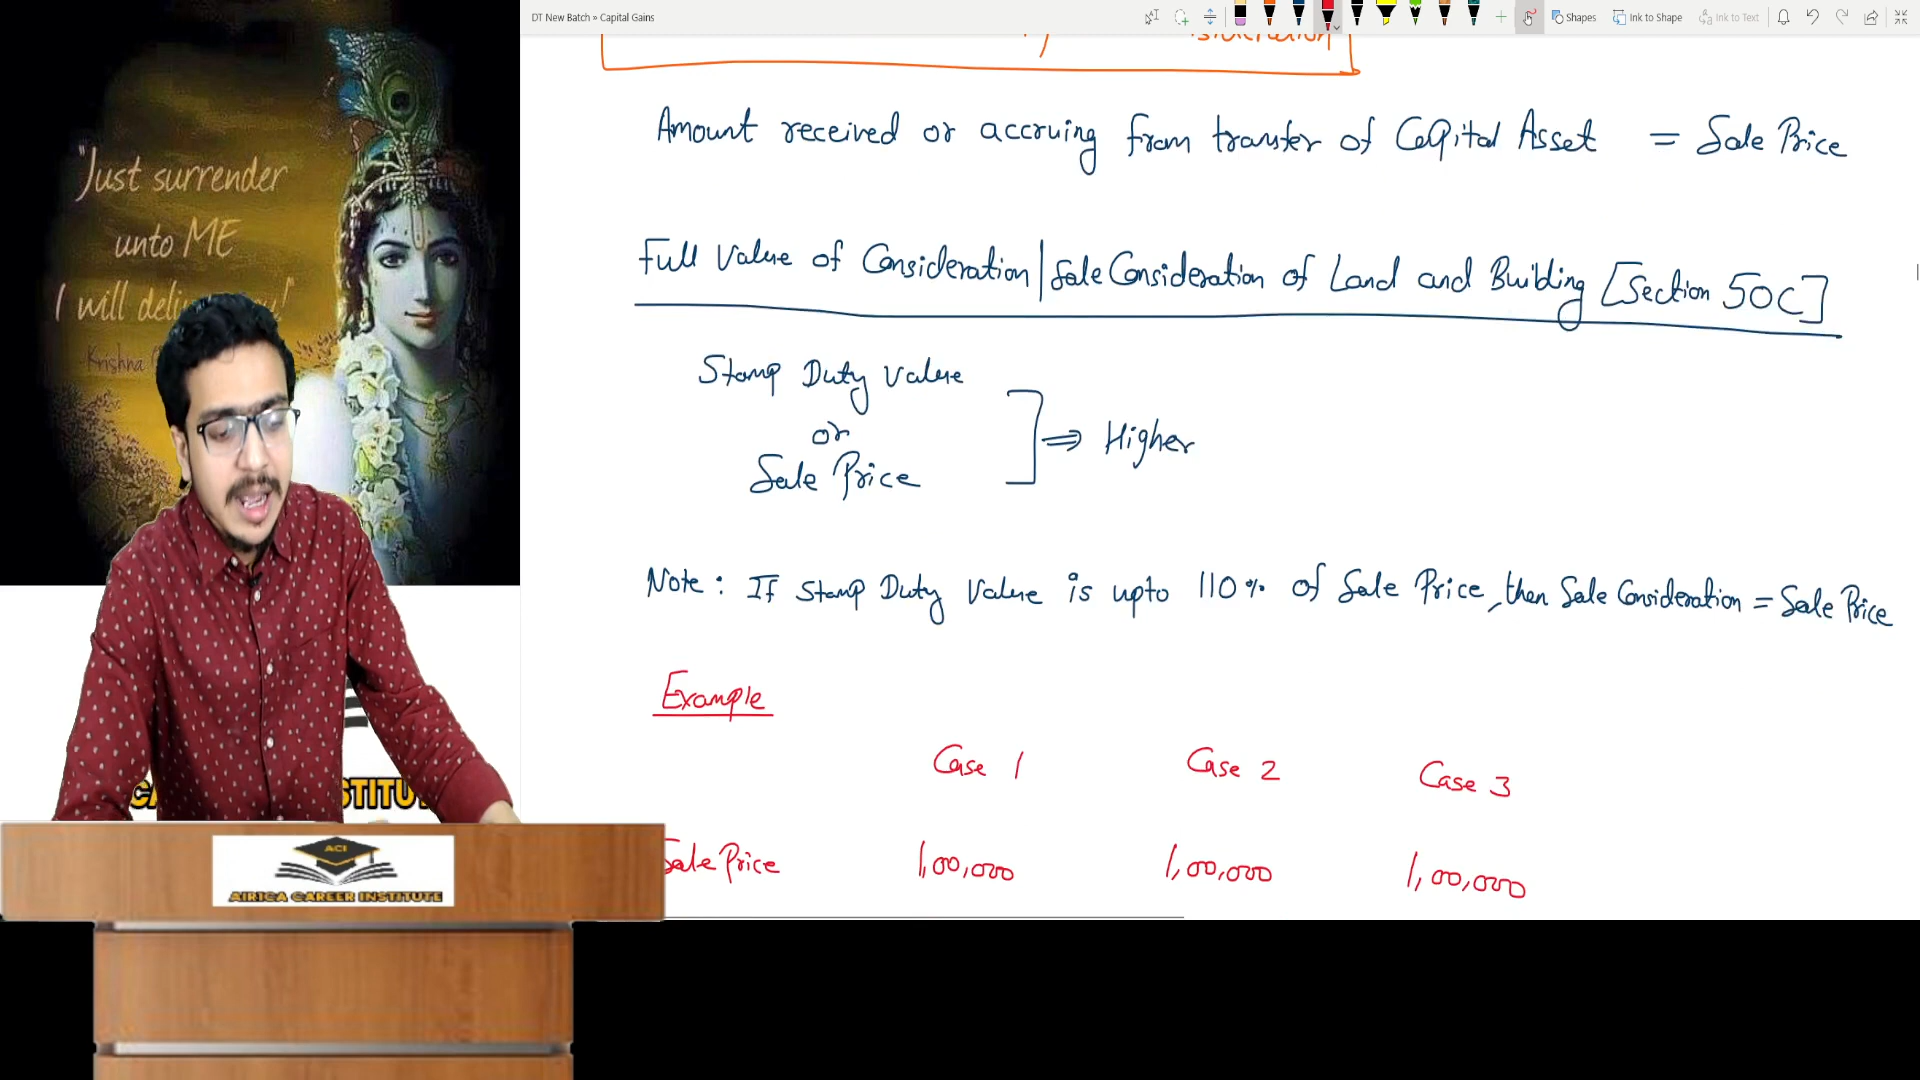 DT New Batch » Capital Gains
Shapes
Ink to Shape
Ink to Text
Amount received or accruing from transfer of Capital Asset = Sale Price
Full Value of Consideration | Sale Consideration of Land and Building [Section 50C]
Stamp Duty Value
or
Sale Price
⇒ Higher
Note: If Stamp Duty Value is upto 110% of Sale Price, then Sale Consideration = Sale Price
Example
Case 1 Case 2 Case 3
Sale Price 1,00,000 1,00,000 1,00,000
"Just surrender
unto ME
I will
Krishna
ACI
AIRICA CAREER INSTITUTE